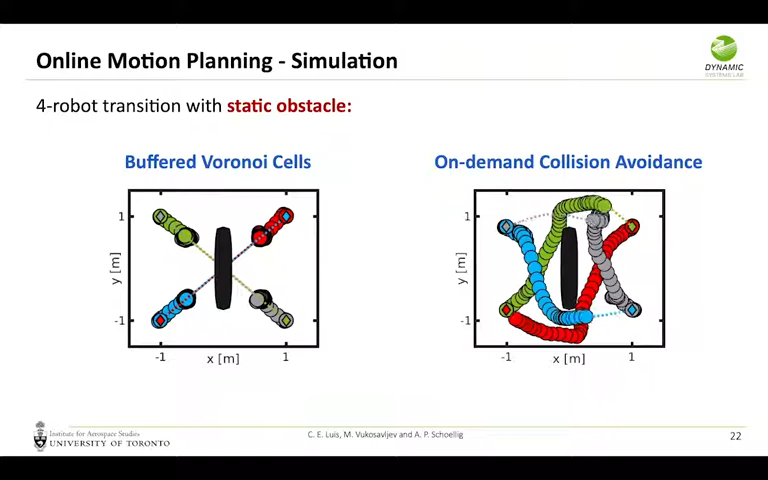 Online Motion Planning - Simulation
DYNAMIC
SYSTEMS LAB
4-robot transition with static obstacle:
Buffered Voronoi Cells
On-demand Collision Avoidance
1
-1
y [m]
-1
1
x [m]
1
-1
y [m]
-1
1
x [m]
Institute for Aerospace Studies
UNIVERSITY OF TORONTO
C. E. Luis, M. Vukosavljev and A. P. Schoellig
22